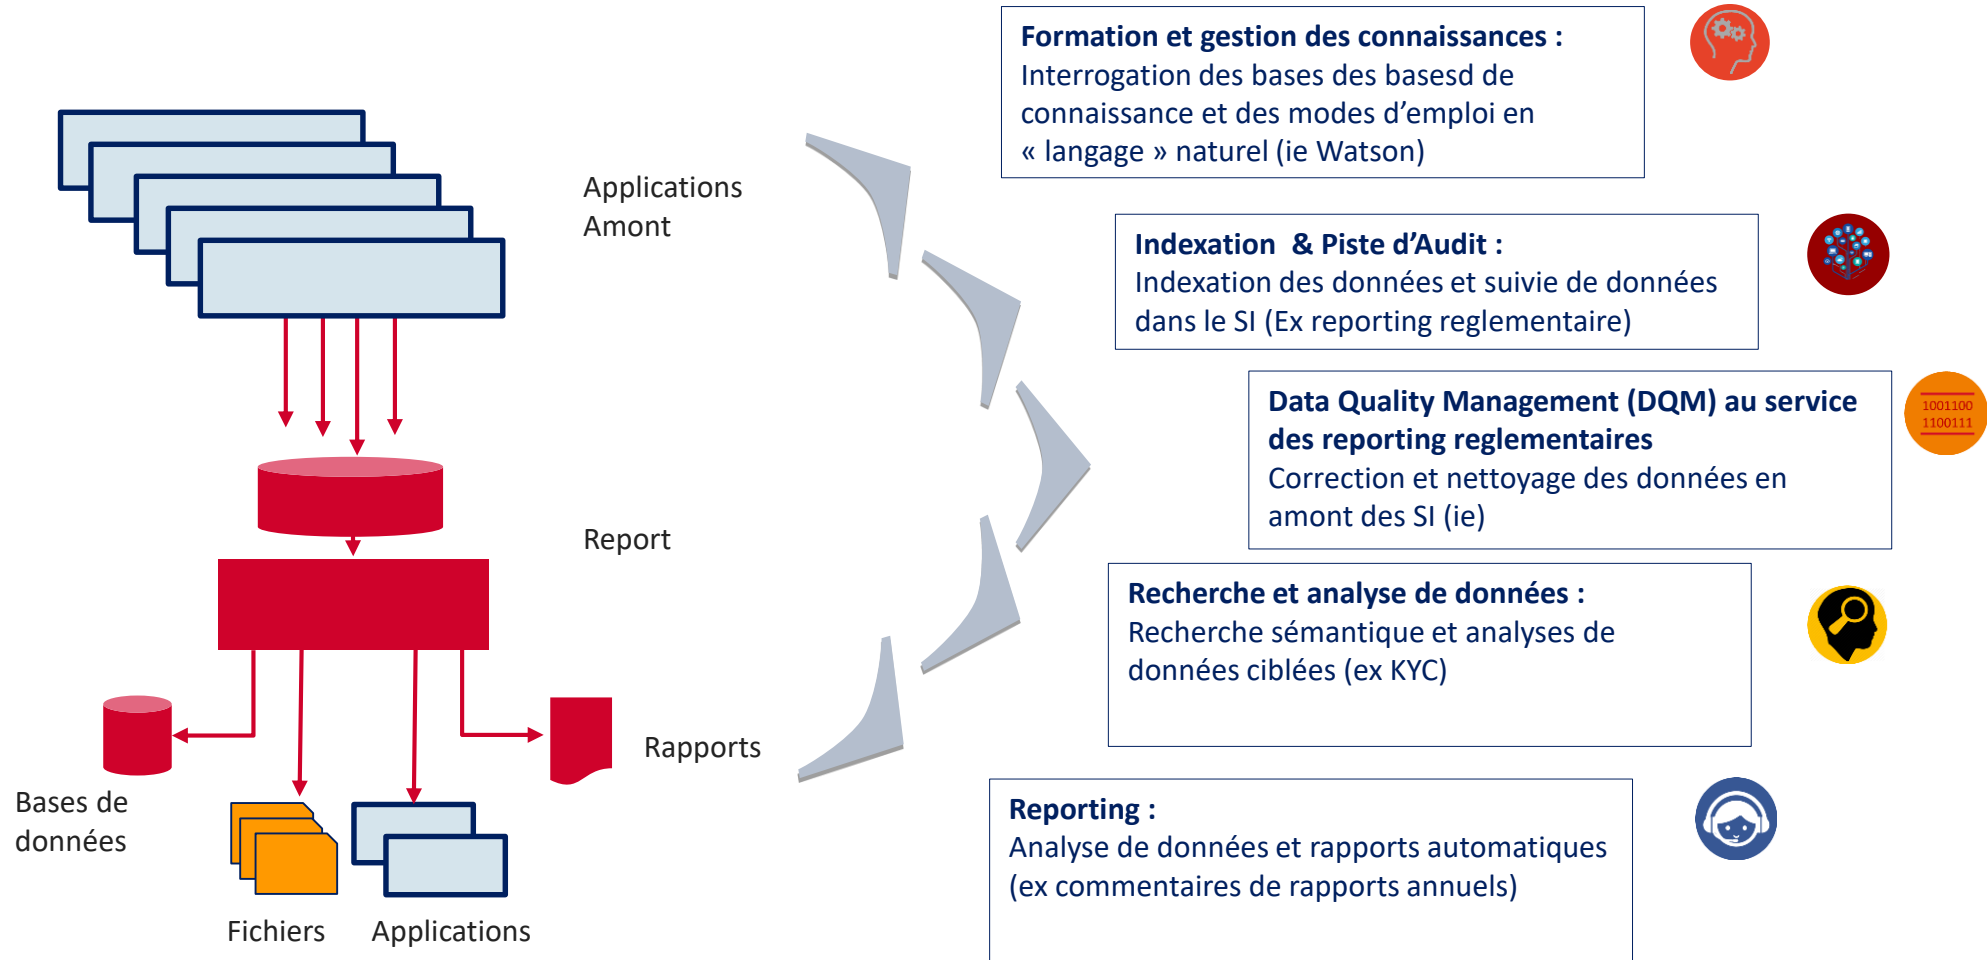 Applications
Amont
Report
Rapports
Bases de
données
Fichiers
Applications
Formation et gestion des connaissances :
Interrogation des bases des basesd de
connaissance et des modes d’emploi en
« langage » naturel (ie Watson)
Indexation  & Piste d’Audit :
Indexation des données et suivie de données
dans le SI (Ex reporting reglementaire)
Data Quality Management (DQM) au service
des reporting reglementaires
Correction et nettoyage des données en
amont des SI (ie)
1001100
1100111
Recherche et analyse de données :
Recherche sémantique et analyses de
données ciblées (ex KYC)
Reporting :
Analyse de données et rapports automatiques
(ex commentaires de rapports annuels)